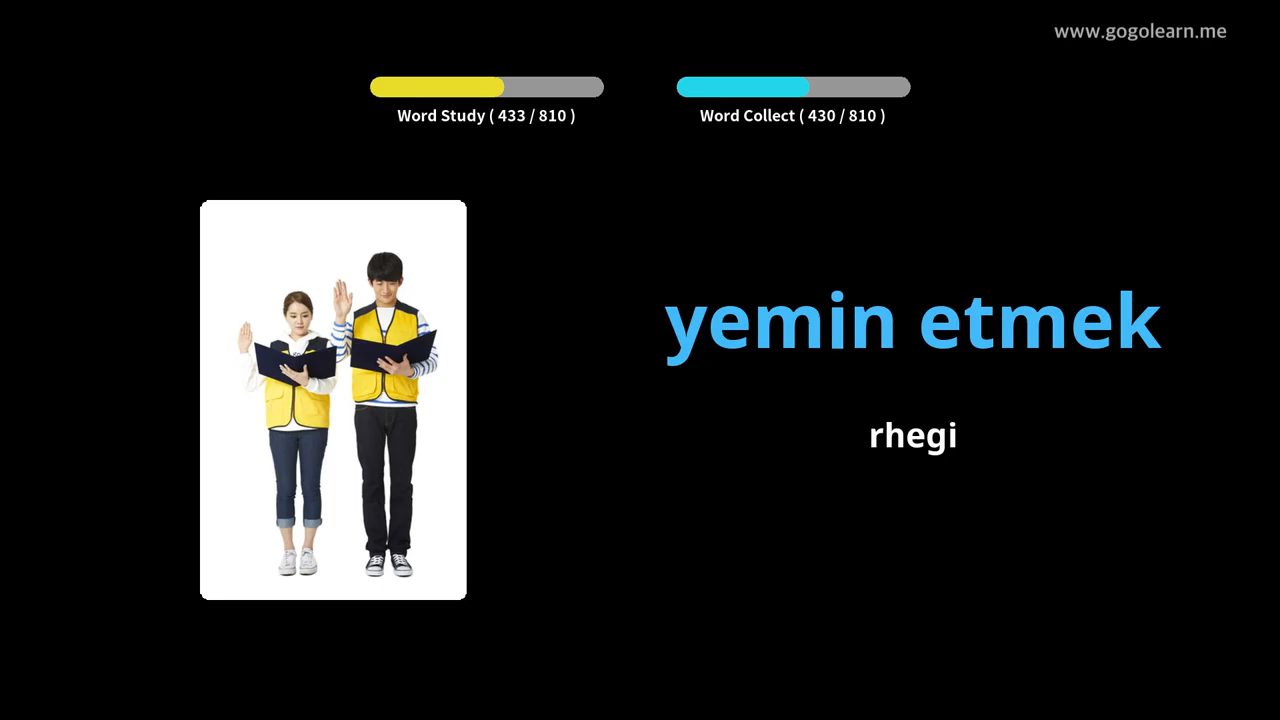 www.gogolearn.me
Word Study ( 433 / 810 )
Word Collect ( 430 / 810 )
yemin etmek
rhegi